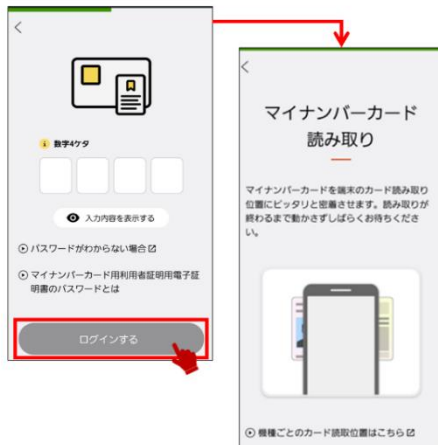 数字4ケタ
入力内容を表示する
パスワードがわからない場合
マイナンバーカード用利用者証明用電子証
明書のパスワードとは
ログインする
マイナンバーカード
読み取り
マイナンバーカードを端末のカード読み取り
位置にピッタリと密着させます。読み取りが
終わるまで動かさずしばらくお待ちくださ
い。
機種ごとのカード読取位置はこちら